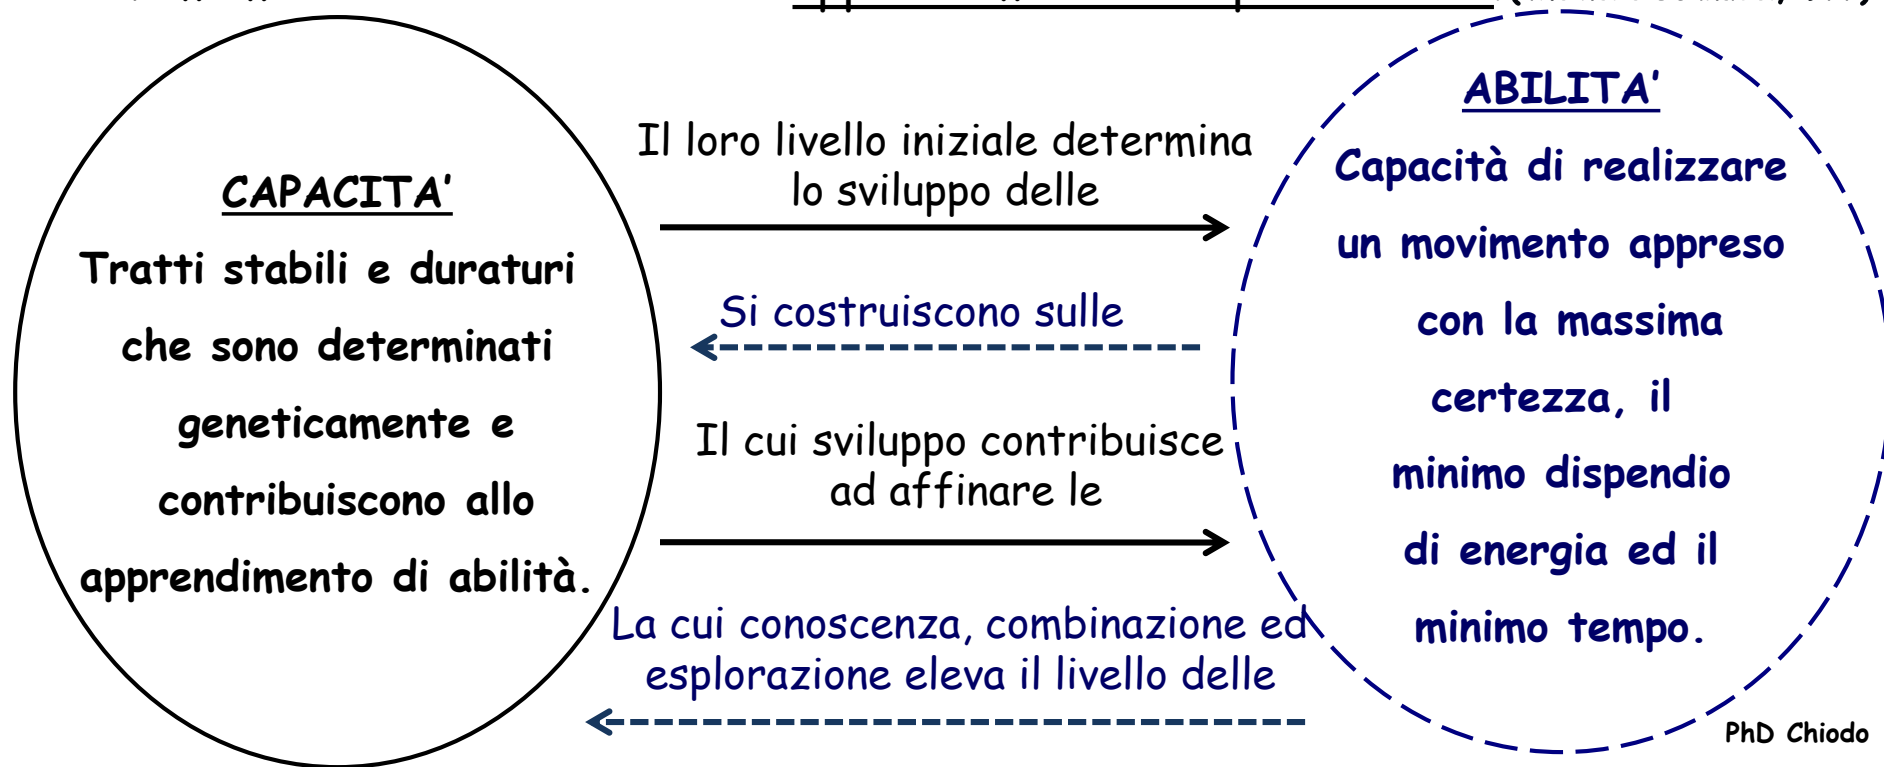 CAPACITA'
Tratti stabili e duraturi
che sono determinati
geneticamente e
contribuiscono allo
apprendimento di abilità.
Il loro livello iniziale determina
lo sviluppo delle
Si costruiscono sulle
Il cui sviluppo contribuisce
ad affinare le
La cui conoscenza, combinazione ed
esplorazione eleva il livello delle
ABILITA'
Capacità di realizzare
un movimento appreso
con la massima
certezza, il
minimo dispendio
di energia ed il
minimo tempo.
PhD Chiodo